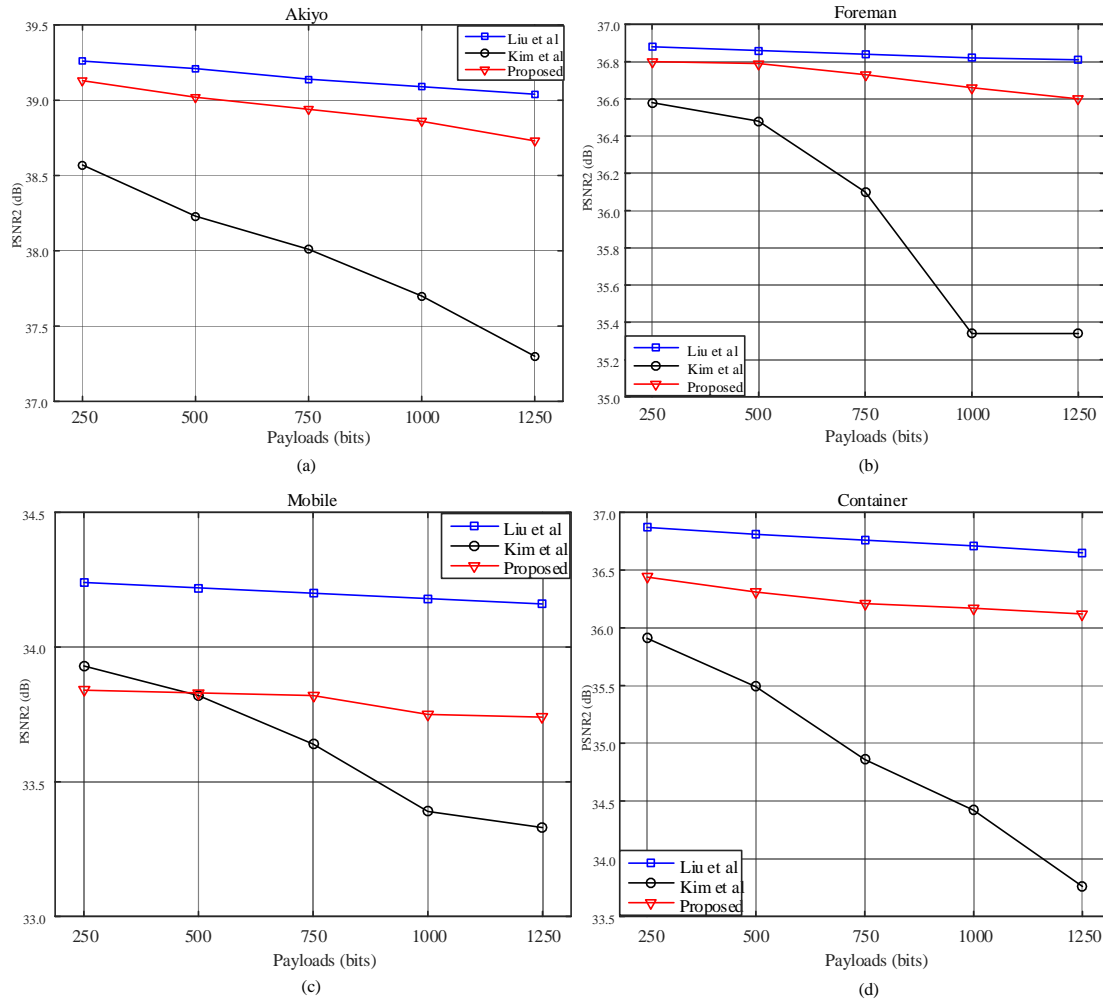 Akiyo
39.5
39.0
38.5
38.0
37.5
37.0
PSNR2 (dB)
Liu et al
Kim et al
Proposed
250 500 750 1000 1250
Payloads (bits)
(a)
Foreman
37.0
36.8
36.6
36.4
36.2
36.0
35.8
35.6
35.4
35.2
35.0
PSNR2 (dB)
Liu et al
Kim et al
Proposed
250 500 750 1000 1250
Payloads (bits)
(b)
Mobile
34.5
34.0
33.5
33.0
PSNR2 (dB)
Liu et al
Kim et al
Proposed
250 500 750 1000 1250
Payloads (bits)
(c)
Container
37.0
36.5
36.0
35.5
35.0
34.5
34.0
33.5
PSNR2 (dB)
Liu et al
Kim et al
Proposed
250 500 750 1000 1250
Payloads (bits)
(d)